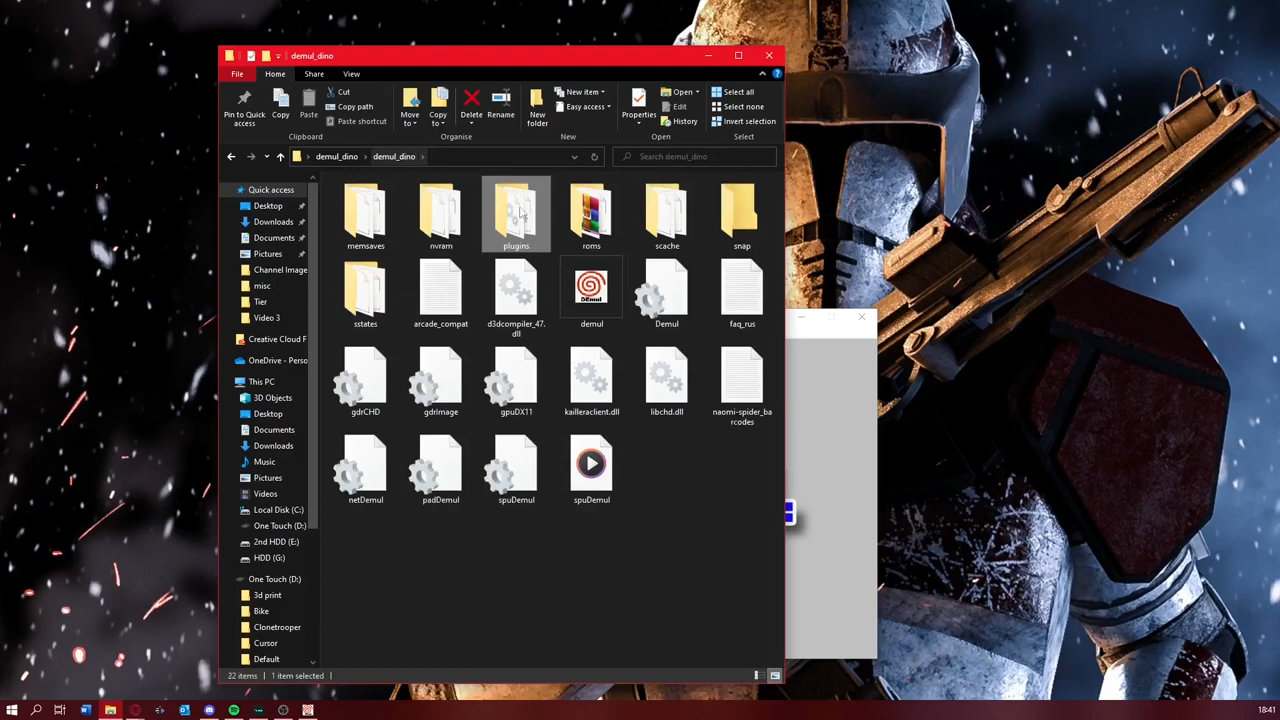 demul_dino
File
Home
Share
View
Pin to Quick
access
Copy
Paste
Cut
Copy path
Paste shortcut
Move
to
Copy
to
Delete
Rename
New
folder
New item
Easy access
Properties
Open
Edit
History
Select all
Select none
Invert selection
Clipboard
Organise
New
Open
Select
demul_dino
demul_dino
Search demul_dino
Quick access
Desktop
Downloads
Documents
Pictures
Channel Image
misc
Tier
Video 3
Creative Cloud F
OneDrive - Perso
This PC
3D Objects
Desktop
Documents
Downloads
Music
Pictures
Videos
Local Disk (C:)
One Touch (D:)
2nd HDD (E:)
HDD (G:)
One Touch (D:)
3d print
Bike
Clonetrooper
Cursor
Default
memsaves
nvram
plugins
roms
scache
snap
sstates
arcade_compat
d3dcompiler_47.
dll
DEmul
demul
Demul
faq_rus
gdrCHD
gdrImage
gpuDX11
kailleraclient.dll
libchd.dll
naomi-spider_ba
rcodes
netDemul
padDemul
spuDemul
spuDemul
22 items
1 item selected
18:41